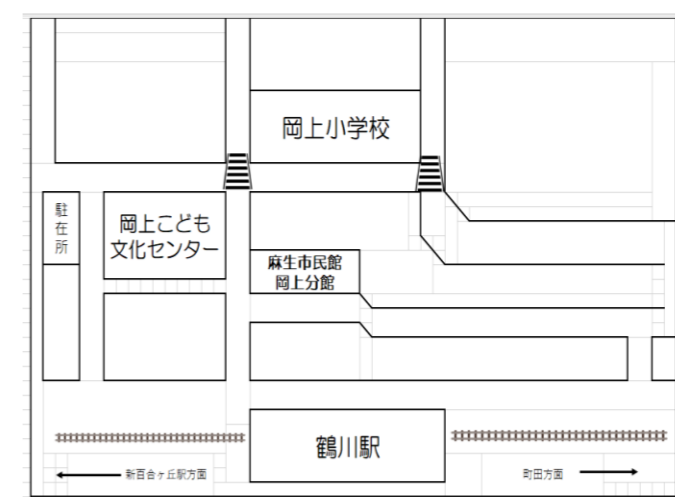 岡上小学校
駐在所
岡上こども
文化センター
麻生市民館
岡上分館
鶴川駅
新百合ヶ丘駅方面
町田方面